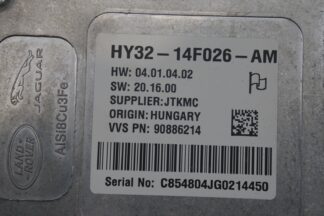 HY32-14F026-AM
HW: 04.01.04.02
SW: 20.16.00
SUPPLIER:JTKMC
ORIGIN: HUNGARY
VVS PN: 90886214
Serial No: C854804JG0214450
JAGUAR
LAND ROVER
AlSi8Cu3Fe